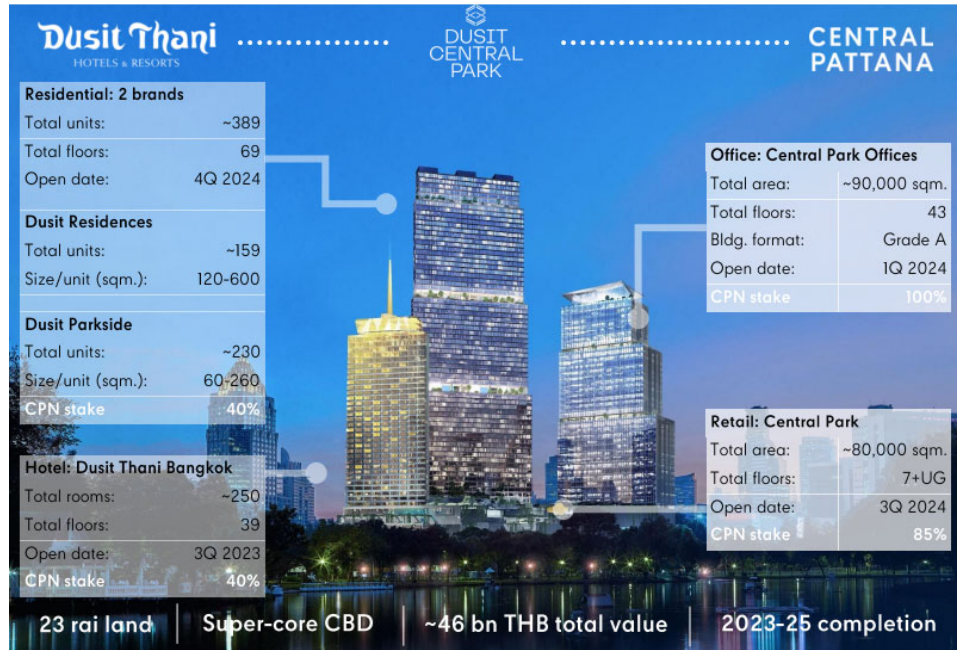 Dusit Thani
HOTELS & RESORTS
DUSIT
CENTRAL
PARK
CENTRAL
PATTANA
Residential: 2 brands
Total units: ~389
Total floors: 69
Open date: 4Q 2024
Dusit Residences
Total units: ~159
Size/unit (sqm.): 120-600
Dusit Parkside
Total units: ~230
Size/unit (sqm.): 60-260
CPN stake 40%
Hotel: Dusit Thani Bangkok
Total rooms: ~250
Total floors: 39
Open date: 3Q 2023
CPN stake 40%
Office: Central Park Offices
Total area: ~90,000 sqm.
Total floors: 43
Bldg. format: Grade A
Open date: 1Q 2024
CPN stake 100%
Retail: Central Park
Total area: ~80,000 sqm.
Total floors: 7+UG
Open date: 3Q 2024
CPN stake 85%
23 rai land | Super-core CBD | ~46 bn THB total value | 2023-25 completion